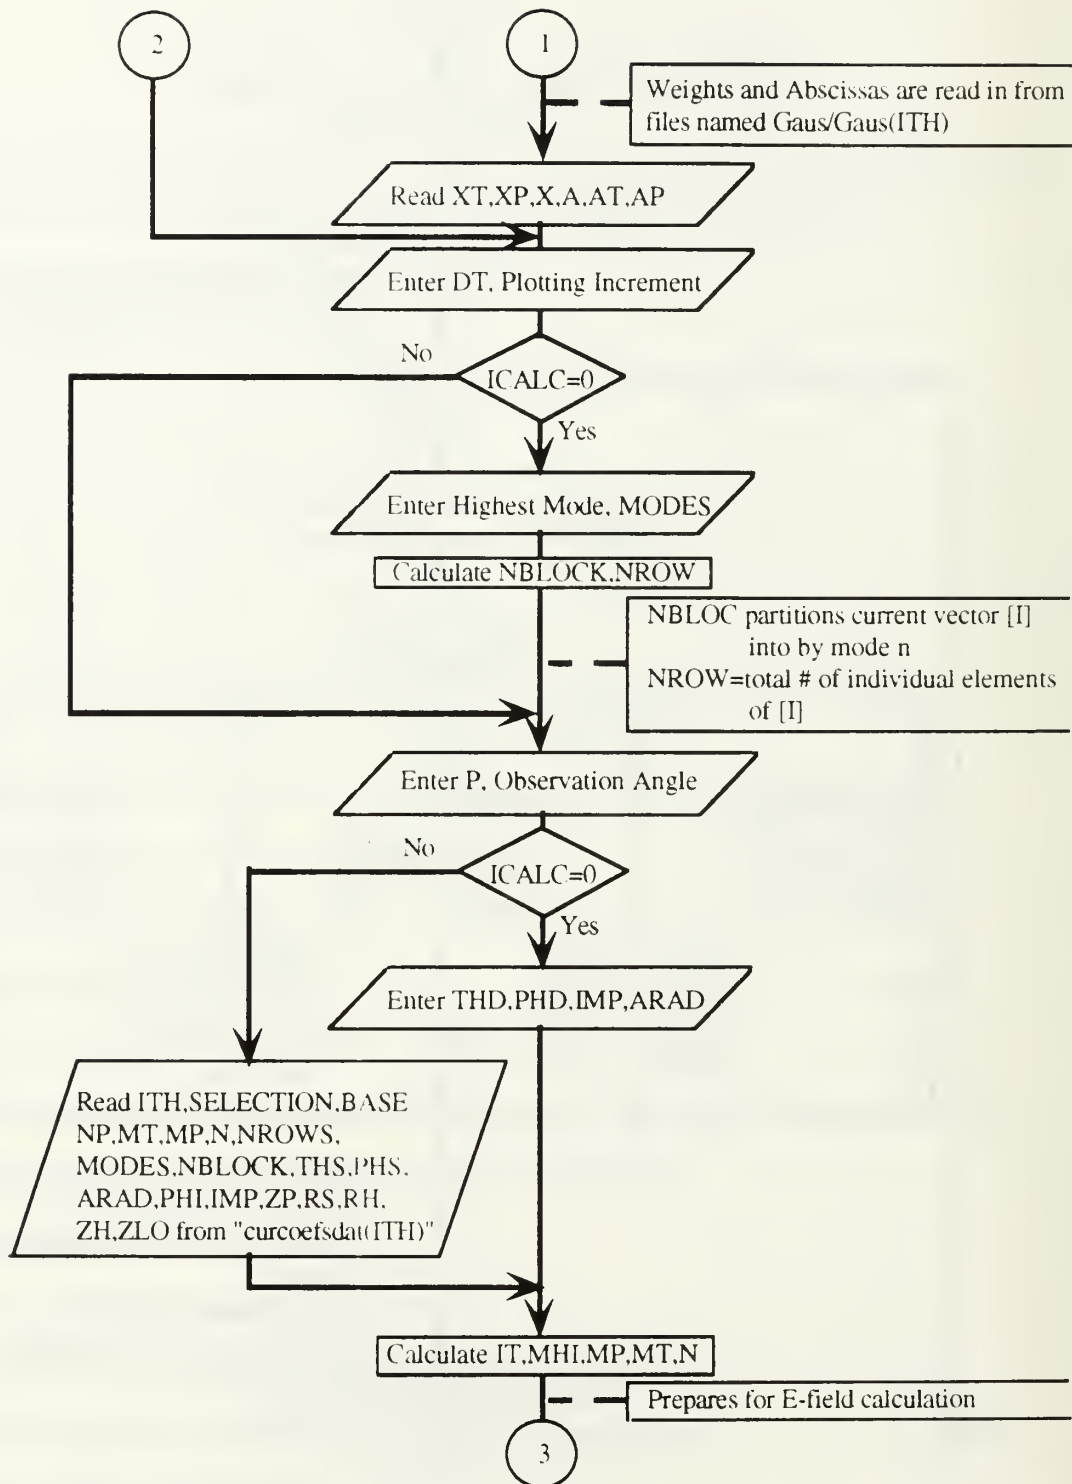 2
1
Weights and Abscissas are read in from
files named Gaus/Gaus(ITH)
Read XT,XP,X,A,AT,AP
Enter DT, Plotting Increment
No
ICALC=0
Yes
Enter Highest Mode, MODES
Calculate NBLOCK,NROW
NBLOC partitions current vector [I]
into by mode n
NROW=total # of individual elements
of [I]
Enter P, Observation Angle
No
ICALC=0
Yes
Enter THD,PHD,IMP,ARAD
Read ITH,SELECTION,BASE
NP,MT,MP,N,NROWS,
MODES,NBLOCK,THS,PHS,
ARAD,PHI,IMP,ZP,RS,RH,
ZH,ZLO from "curcoefsdat(ITH)"
Calculate IT,MHI,MP,MT,N
Prepares for E-field calculation
3